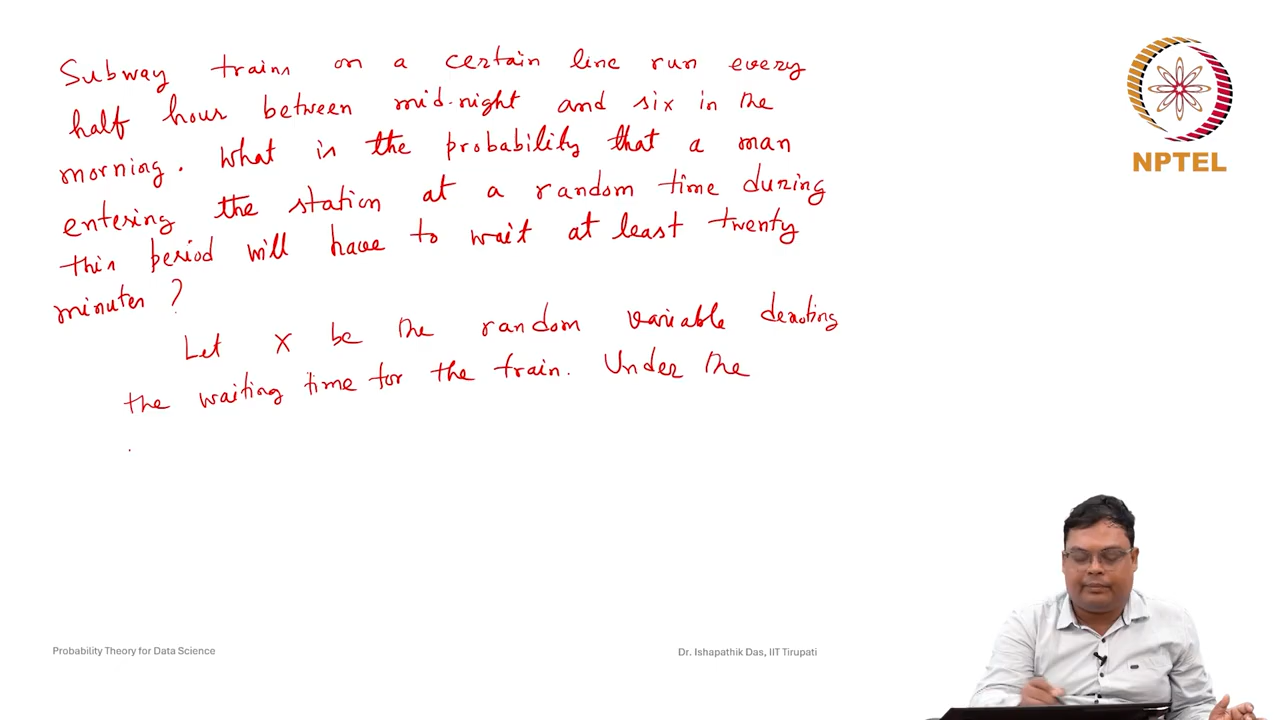 Subway trains on a certain line run every
half hour between mid-night and six in the
morning. What is the probability that a man
entering the station at a random time during
this period will have to wait at least twenty
minutes ?
Let X be the random variable denoting
the waiting time for the train. Under the
NPTEL
Probability Theory for Data Science
Dr. Ishapathik Das, IIT Tirupati